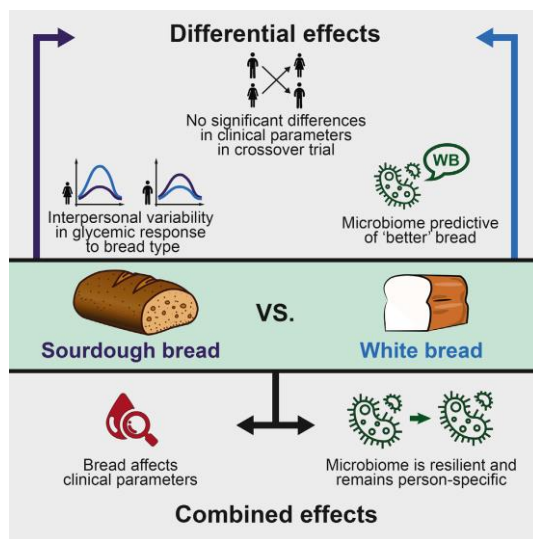 Differential effects
No significant differences
in clinical parameters
in crossover trial
WB
Interpersonal variability
in glycemic response
to bread type
Microbiome predictive
of 'better' bread
VS.
Sourdough bread
White bread
Bread affects
clinical parameters
Microbiome is resilient and
remains person-specific
Combined effects